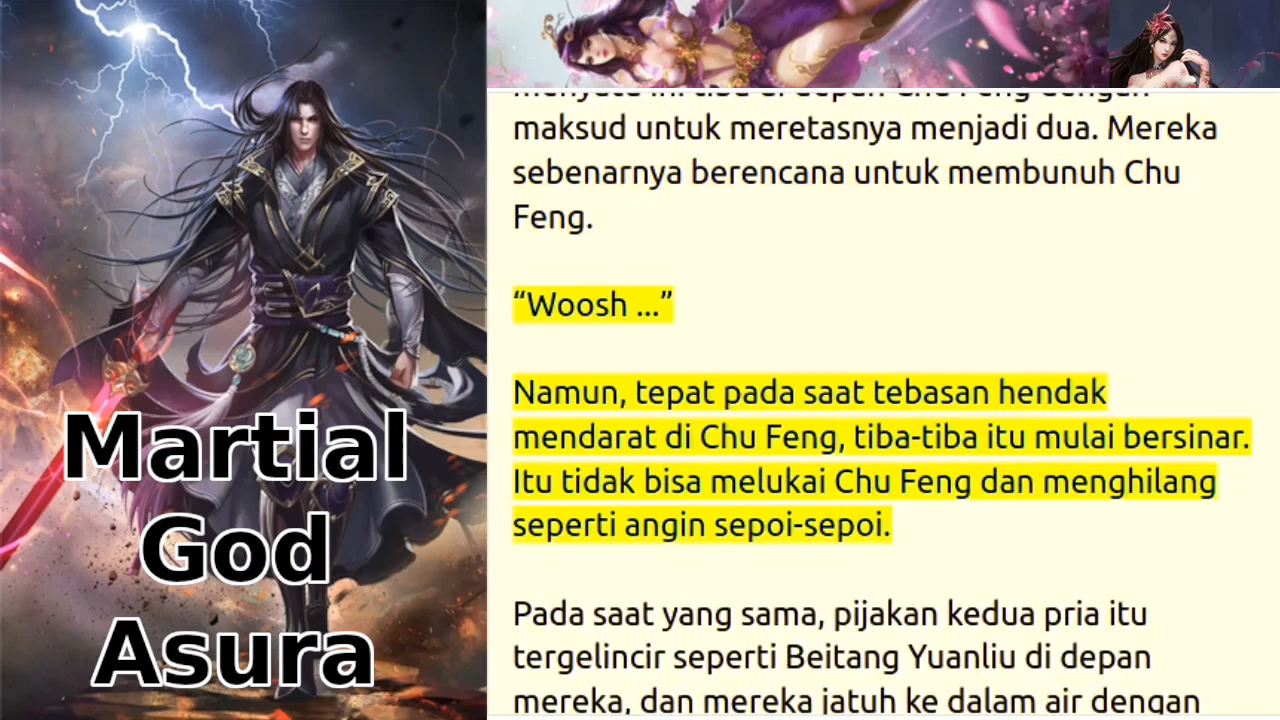 Martial
God
Asura
maksud untuk meretasnya menjadi dua. Mereka
sebenarnya berencana untuk membunuh Chu
Feng.
“Woosh ...”
Namun, tepat pada saat tebasan hendak
mendarat di Chu Feng, tiba-tiba itu mulai bersinar.
Itu tidak bisa melukai Chu Feng dan menghilang
seperti angin sepoi-sepoi.
Pada saat yang sama, pijakan kedua pria itu
tergelincir seperti Beitang Yuanliu di depan
mereka, dan mereka jatuh ke dalam air dengan